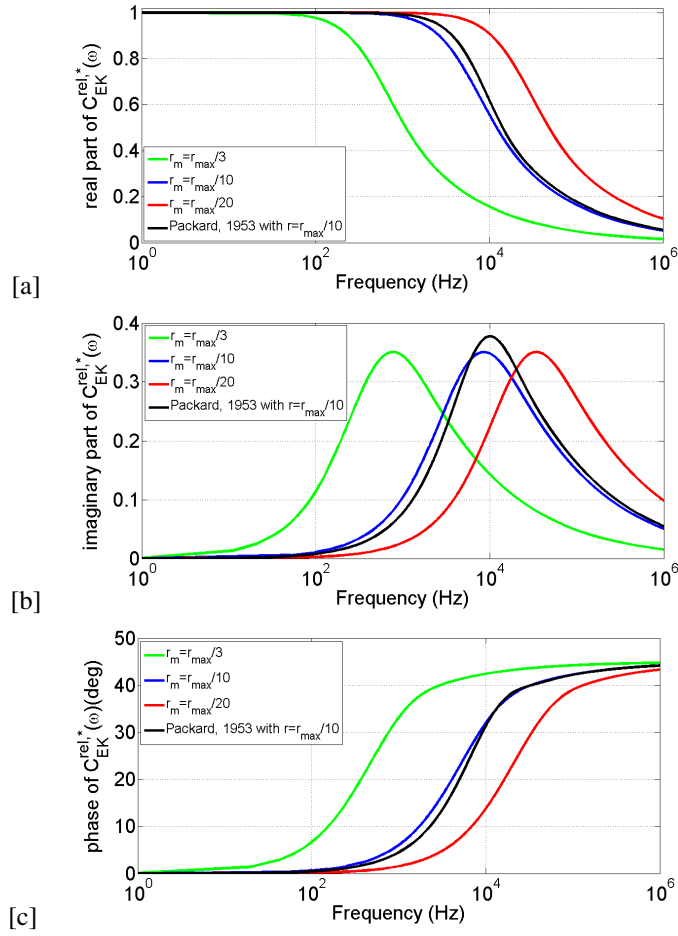 1
0.8
0.6
0.4
0.2
0
real part of C_EK^rel,*(ω)
r_m=r_max/3
r_m=r_max/10
r_m=r_max/20
Packard, 1953 with r=r_max/10
10^0
10^2
10^4
10^6
Frequency (Hz)
[a]
0.4
0.3
0.2
0.1
0
imaginary part of C_EK^rel,*(ω)
r_m=r_max/3
r_m=r_max/10
r_m=r_max/20
Packard, 1953 with r=r_max/10
10^0
10^2
10^4
10^6
Frequency (Hz)
[b]
50
40
30
20
10
0
phase of C_EK^rel,*(ω)(deg)
r_m=r_max/3
r_m=r_max/10
r_m=r_max/20
Packard, 1953 with r=r_max/10
10^0
10^2
10^4
10^6
Frequency (Hz)
[c]